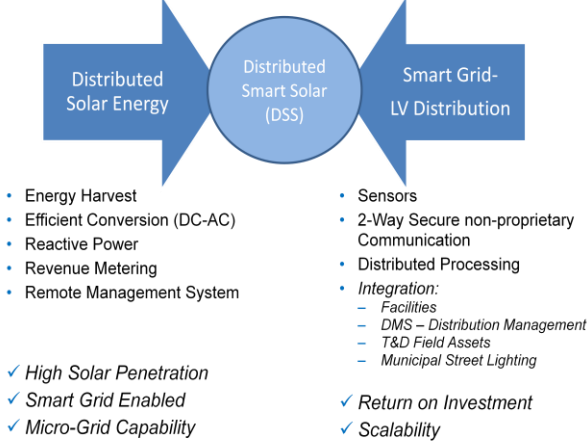 Distributed
Solar Energy
Distributed
Smart Solar
(DSS)
Smart Grid-
LV Distribution
• Energy Harvest
• Efficient Conversion (DC-AC)
• Reactive Power
• Revenue Metering
• Remote Management System
✓ High Solar Penetration
✓ Smart Grid Enabled
✓ Micro-Grid Capability
• Sensors
• 2-Way Secure non-proprietary
Communication
• Distributed Processing
• Integration:
– Facilities
– DMS – Distribution Management
– T&D Field Assets
– Municipal Street Lighting
✓ Return on Investment
✓ Scalability